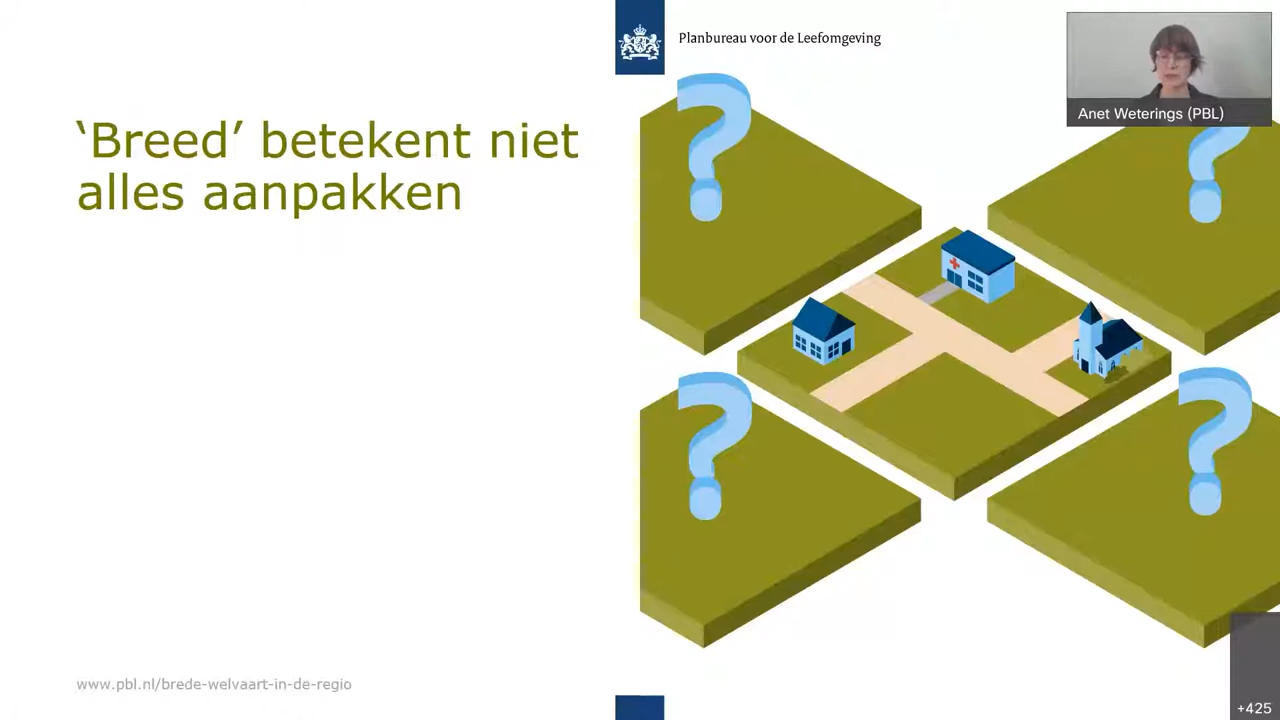 Planbureau voor de Leefomgeving
Anet Weterings (PBL)
‘Breed’ betekent niet
alles aanpakken
www.pbl.nl/brede-welvaart-in-de-regio
+425